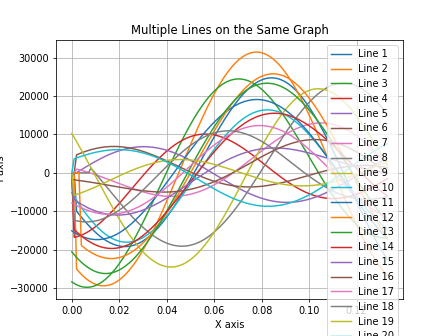 Multiple Lines on the Same Graph
30000
20000
10000
0
−10000
−20000
−30000
0.00
0.02
0.04
0.06
0.08
0.10
X axis
Line 1
Line 2
Line 3
Line 4
Line 5
Line 6
Line 7
Line 8
Line 9
Line 10
Line 11
Line 12
Line 13
Line 14
Line 15
Line 16
Line 17
Line 18
Line 19
Line 20